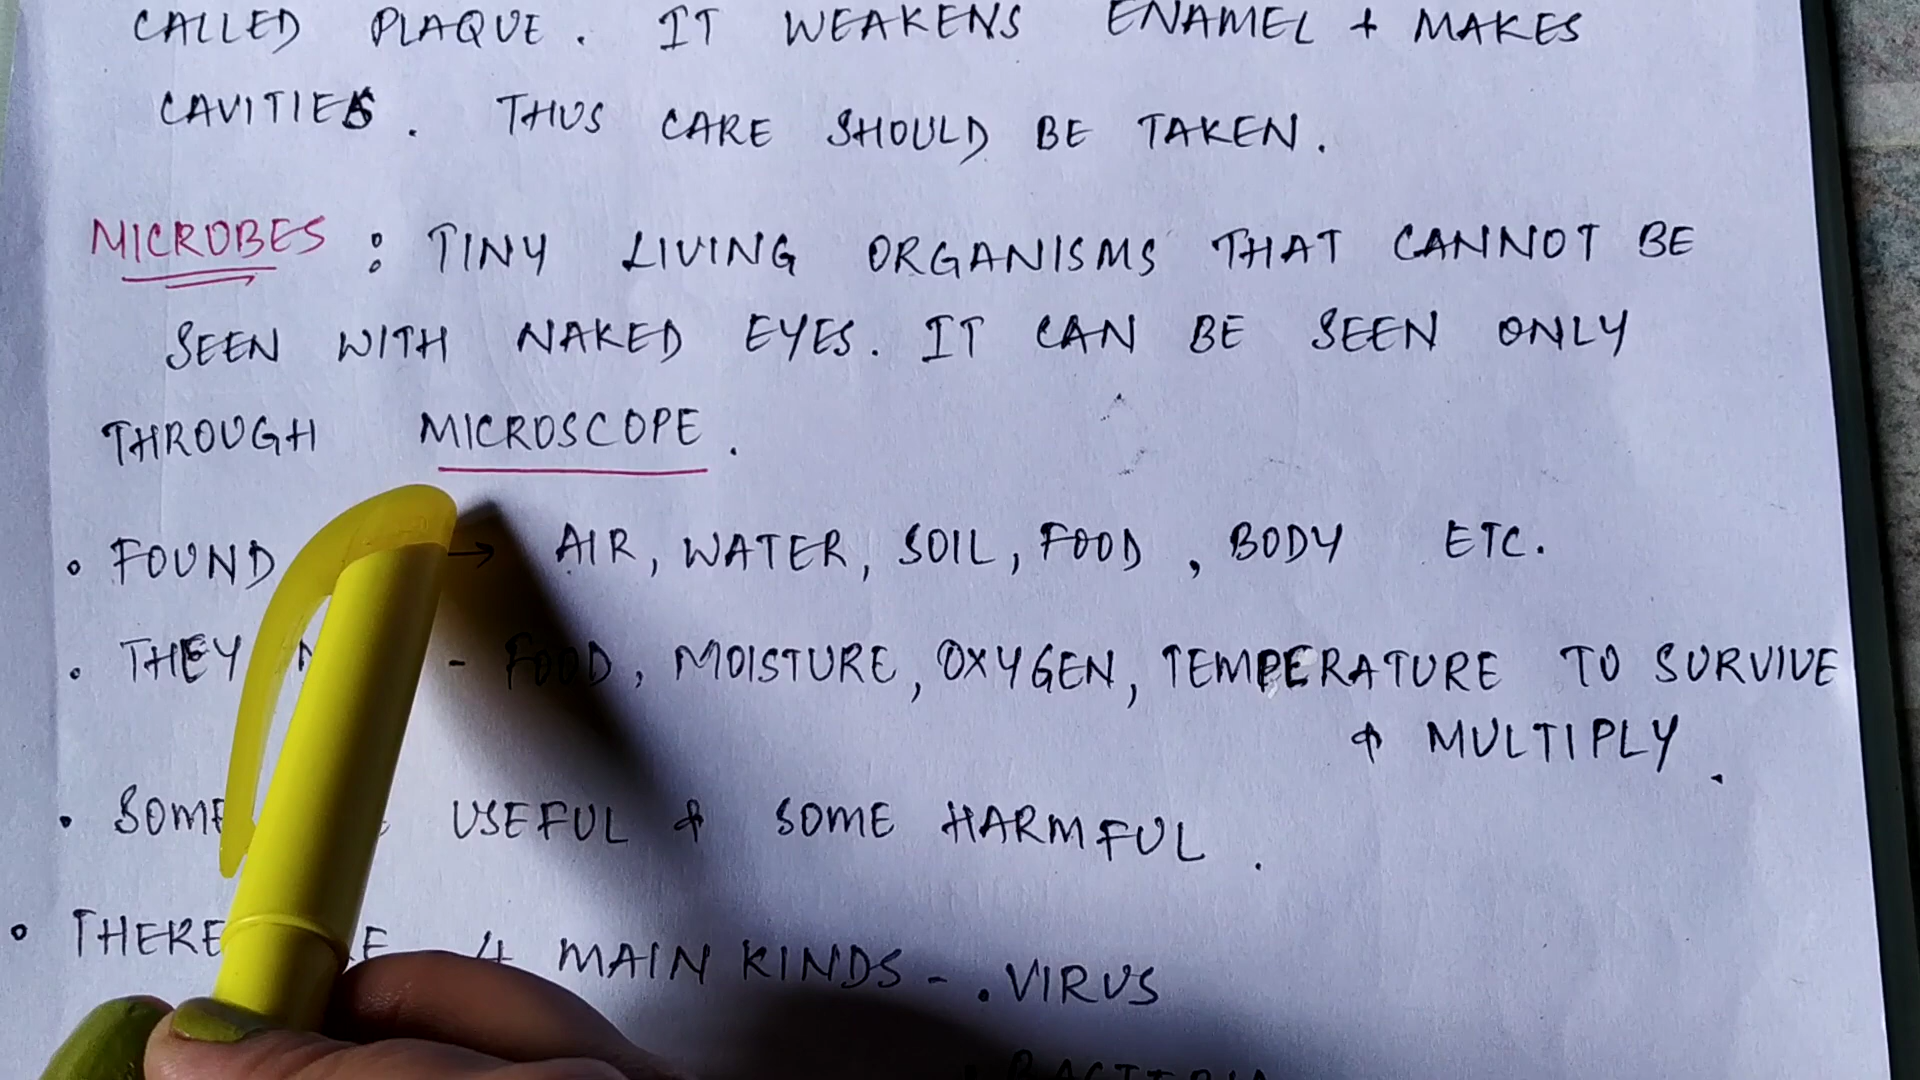 CALLED PLAQUE. IT WEAKENS ENAMEL + MAKES
CAVITIES. THUS CARE SHOULD BE TAKEN.
MICROBES : TINY LIVING ORGANISMS THAT CANNOT BE
SEEN WITH NAKED EYES. IT CAN BE SEEN ONLY
THROUGH MICROSCOPE.
• FOUND → AIR, WATER, SOIL, FOOD, BODY ETC.
• THEY - FOOD, MOISTURE, OXYGEN, TEMPERATURE TO SURVIVE
& MULTIPLY.
• SOME USEFUL & SOME HARMFUL.
• THERE 4 MAIN KINDS - • VIRUS
• BACTERIA